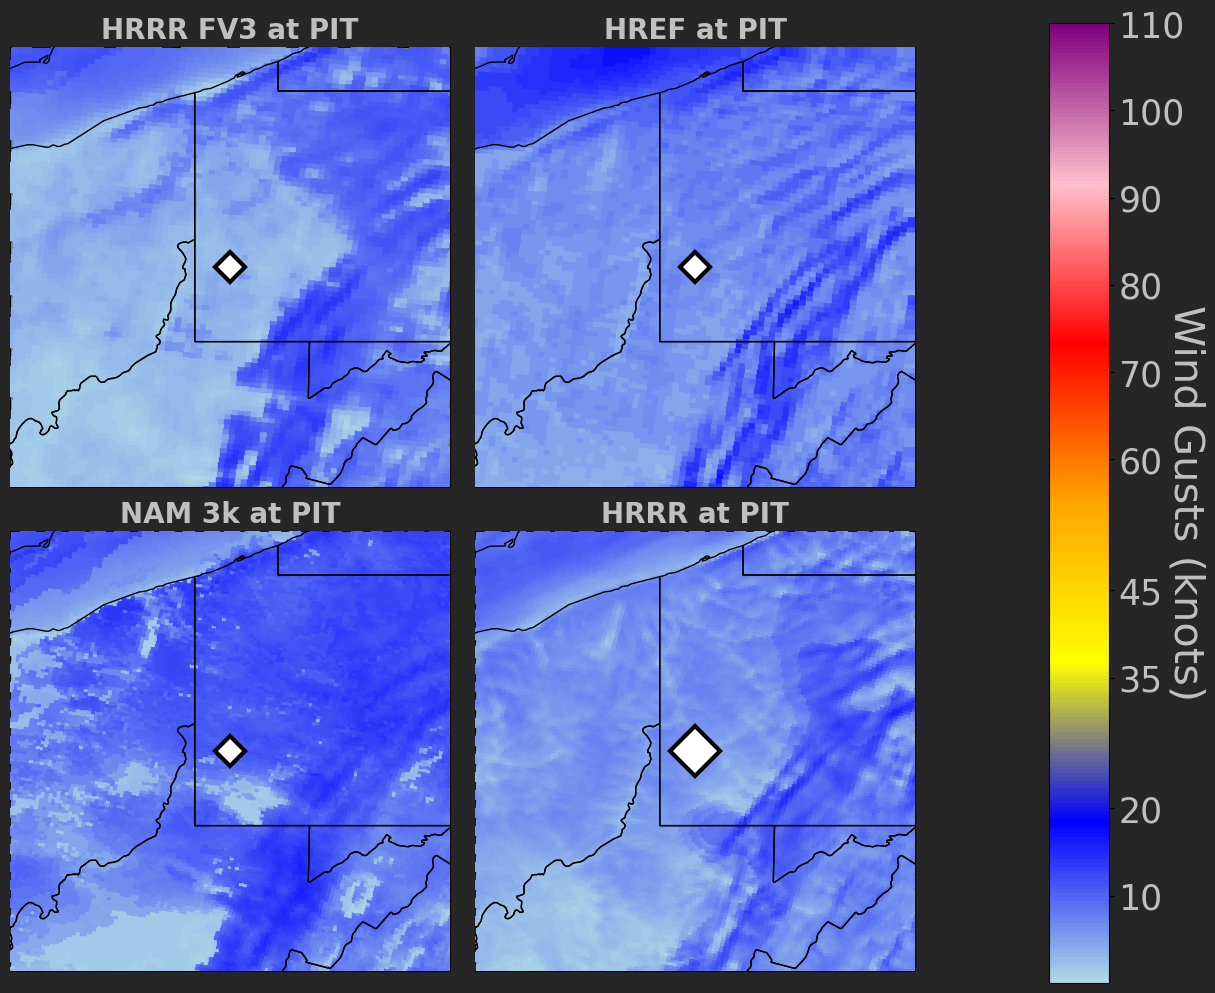 HRRR FV3 at PIT
HREF at PIT
NAM 3k at PIT
HRRR at PIT
110
100
90
80
70
60
45
35
20
10
Wind Gusts (knots)